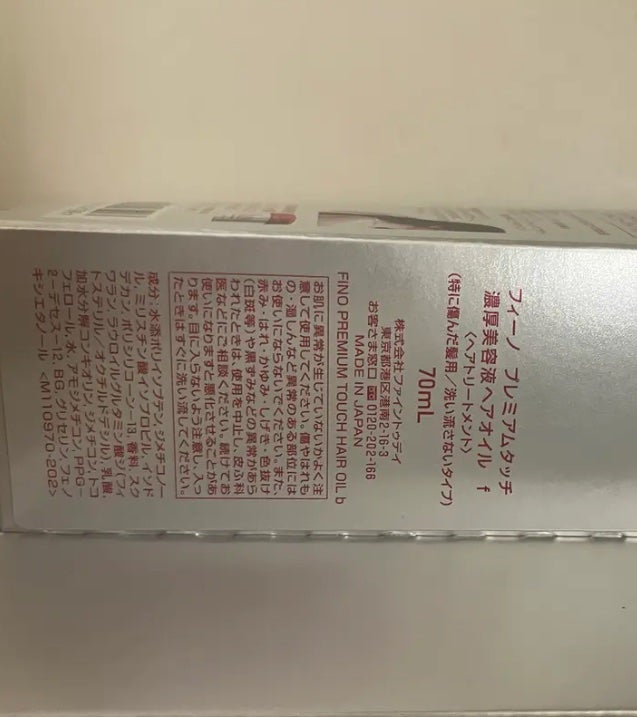 フィーノ プレミアムタッチ
濃厚美容液ヘアオイル f
〈ヘアトリートメント〉
(特に傷んだ髪用/洗い流さないタイプ)
70mL
株式会社ファイントゥデイ
東京都港区港南2-16-3
お客さま窓口 0120-202-166
MADE IN JAPAN
FINO PREMIUM TOUCH HAIR OIL b
お肌に異常が生じていないかよく注
意して使用してください。傷やはれも
の・湿しんなど異常のある部位には
お使いにならないでください。また、
赤み・はれ・かゆみ・しげき・色抜け
(白斑等)や黒ずみなどの異常があら
われたときは、使用を中止し、皮ふ科
医などにご相談ください。続けてお
使いになりますと悪化させることがあ
ります。目に入らないよう注意し、入っ
たときはすぐに洗い流してください。
成分:水添ポリイソブテン,ジメチコノー
ル,ミリスチン酸イソプロピル,イソド
デカン,ポリシリコーン-13,香料,スク
ワラン,ラウロイルグルタミン酸ジ(フィ
トステリル/オクチルドデシル),乳酸,
加水分解コンキオリン,ジメチコン,トコ
フェロール,水,アモジメチコン,PPG-
2-デセス-12,BG,グリセリン,フェノ
キシエタノール <M110970-202>